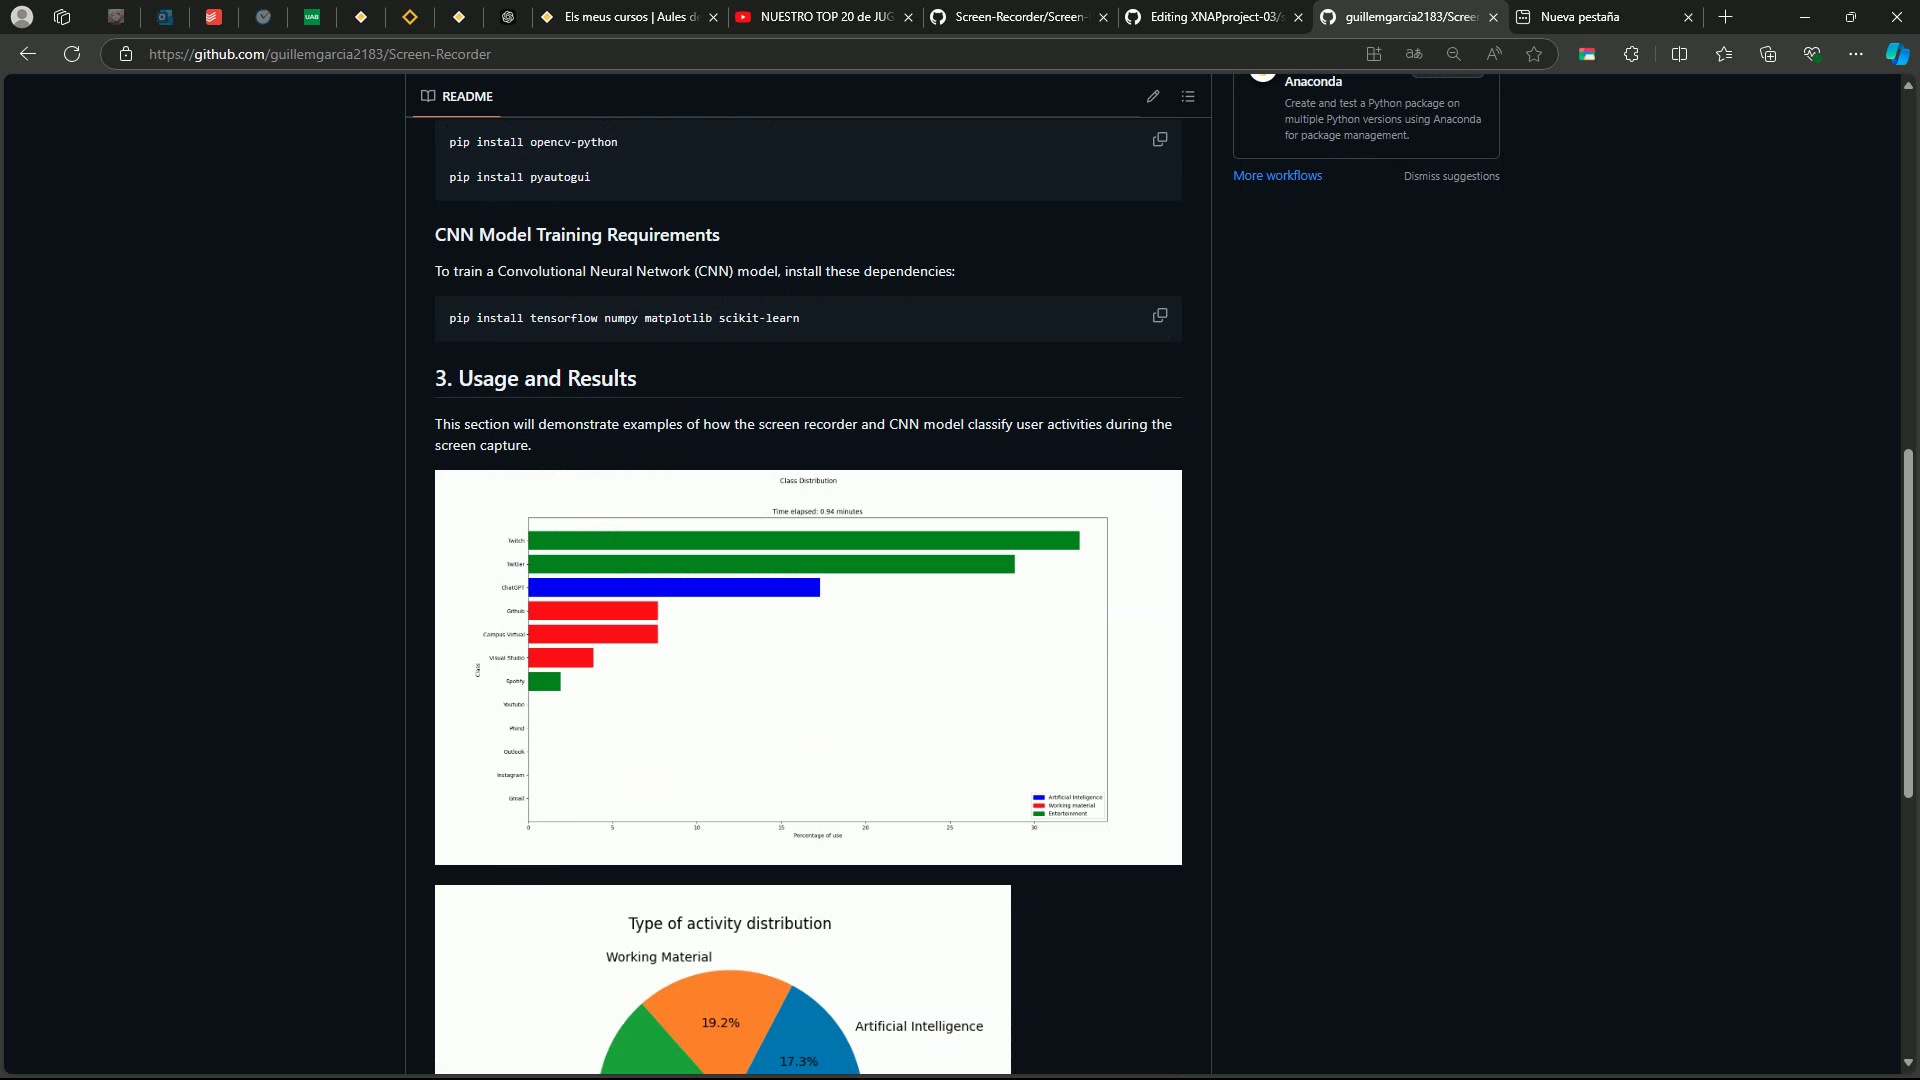 UAB
Els meus cursos | Aules d
NUESTRO TOP 20 de JUG
Screen-Recorder/Screen-
Editing XNAPproject-03/s
guillemgarcia2183/Screen
Nueva pestaña
https://github.com/guillemgarcia2183/Screen-Recorder
README
Anaconda
Create and test a Python package on
multiple Python versions using Anaconda
for package management.
More workflows
Dismiss suggestions
pip install opencv-python
pip install pyautogui
CNN Model Training Requirements
To train a Convolutional Neural Network (CNN) model, install these dependencies:
pip install tensorflow numpy matplotlib scikit-learn
3. Usage and Results
This section will demonstrate examples of how the screen recorder and CNN model classify user activities during the
screen capture.
Class Distribution
Time elapsed: 0.94 minutes
Twitch
Twitter
ChatGPT
Github
Campus Virtual
Visual Studio
Class
Spotify
Youtube
Phind
Outlook
Instagram
Gmail
Artificial Inteligence
Working material
Entertainment
0 5 10 15 20 25 30
Percentage of use
Type of activity distribution
Working Material
19.2%
Artificial Intelligence
17.3%